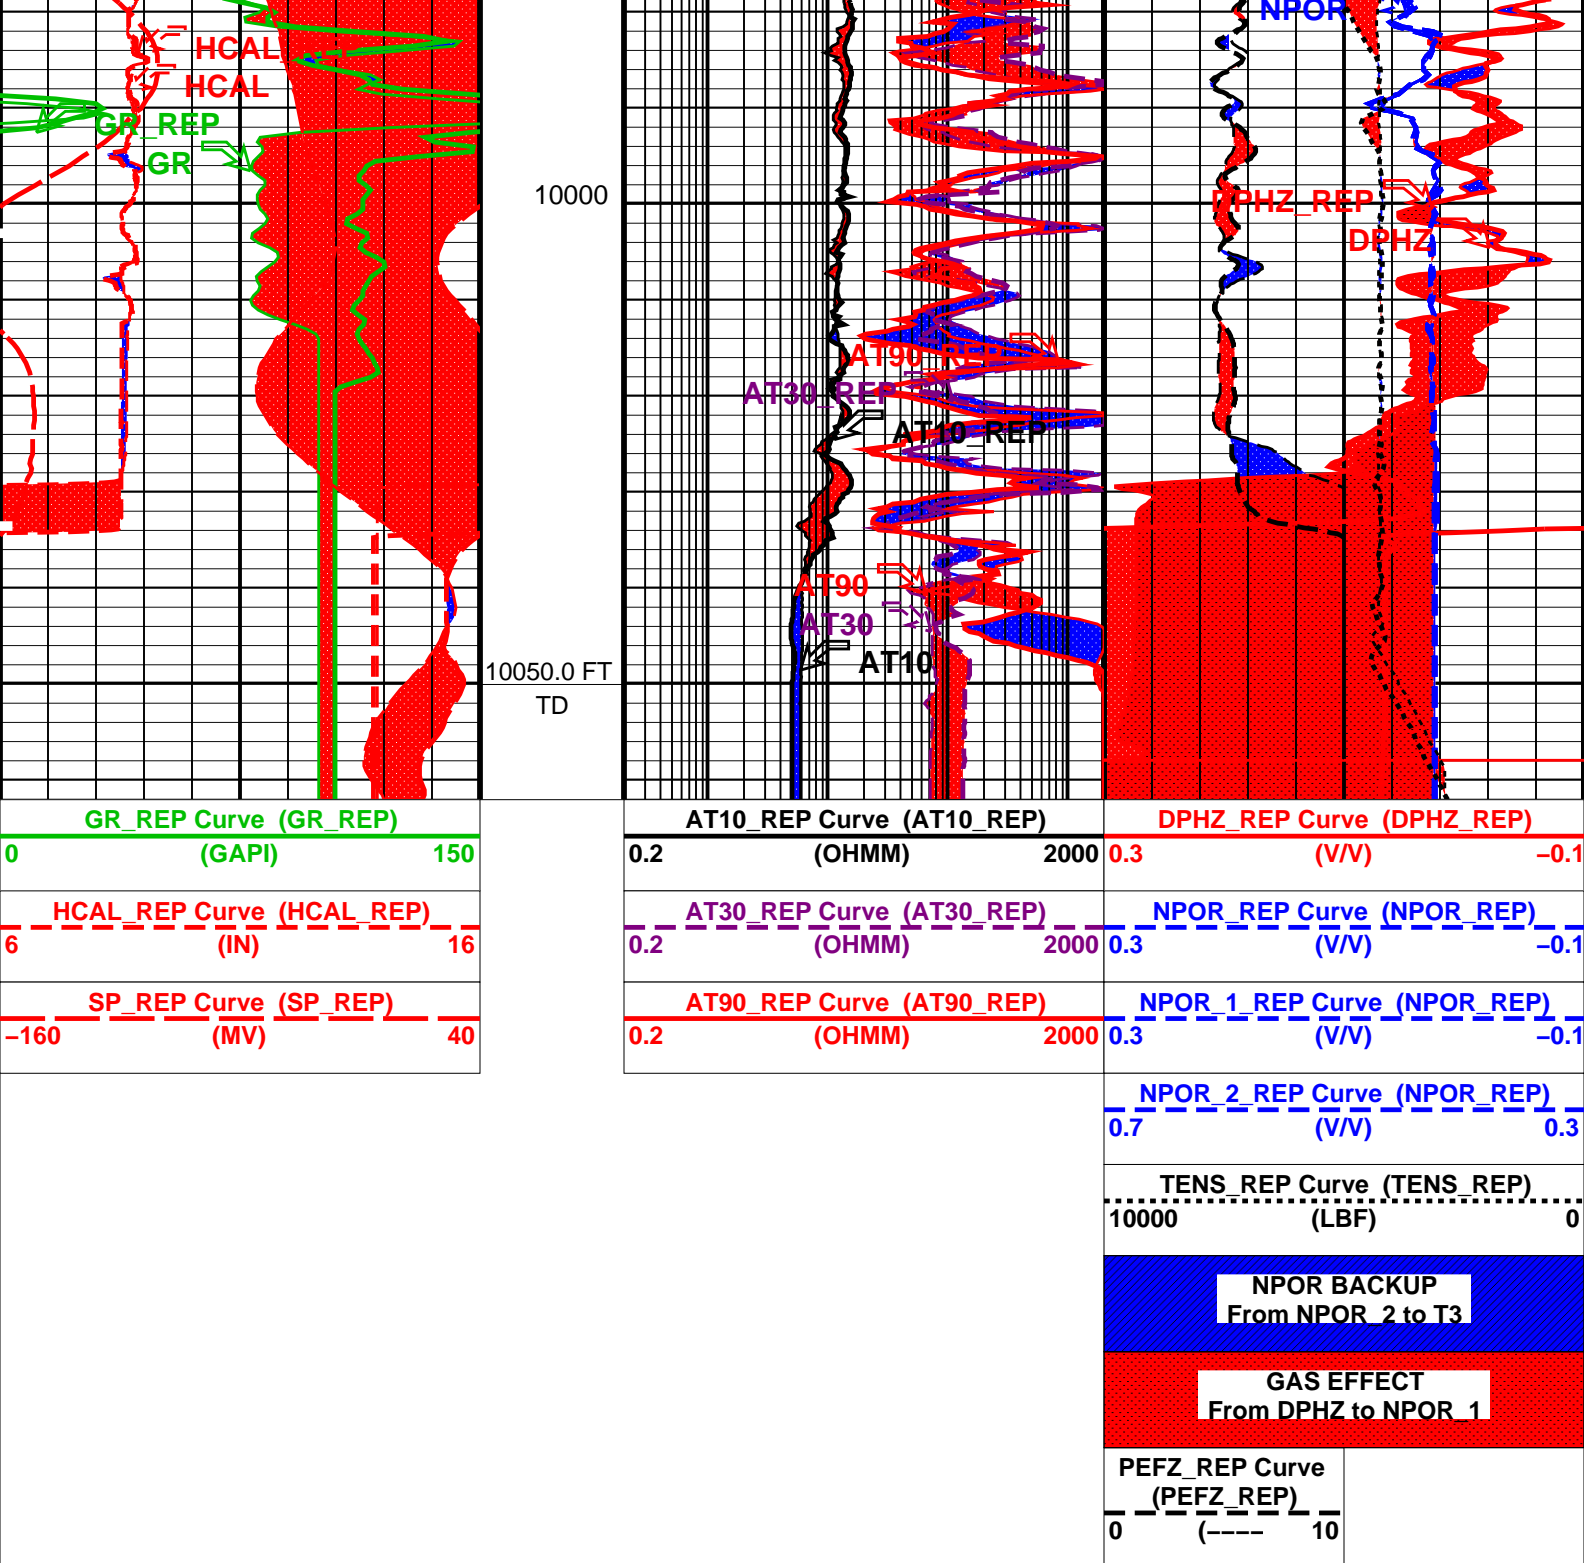 NPOR
HCAL
HCAL
GR_REP
GR
10000
DPHZ_REP
DPHZ
AT90_REP
AT30_REP
AT10_REP
AT90
AT30
AT10
10050.0 FT
TD
GR_REP Curve (GR_REP)
0 (GAPI) 150
HCAL_REP Curve (HCAL_REP)
6 (IN) 16
SP_REP Curve (SP_REP)
−160 (MV) 40
AT10_REP Curve (AT10_REP)
0.2 (OHMM) 2000
AT30_REP Curve (AT30_REP)
0.2 (OHMM) 2000
AT90_REP Curve (AT90_REP)
0.2 (OHMM) 2000
DPHZ_REP Curve (DPHZ_REP)
0.3 (V/V) −0.1
NPOR_REP Curve (NPOR_REP)
0.3 (V/V) −0.1
NPOR_1_REP Curve (NPOR_REP)
0.3 (V/V) −0.1
NPOR_2_REP Curve (NPOR_REP)
0.7 (V/V) 0.3
TENS_REP Curve (TENS_REP)
10000 (LBF) 0
NPOR BACKUP
From NPOR_2 to T3
GAS EFFECT
From DPHZ to NPOR_1
PEFZ_REP Curve
(PEFZ_REP)
0 (−−−− 10